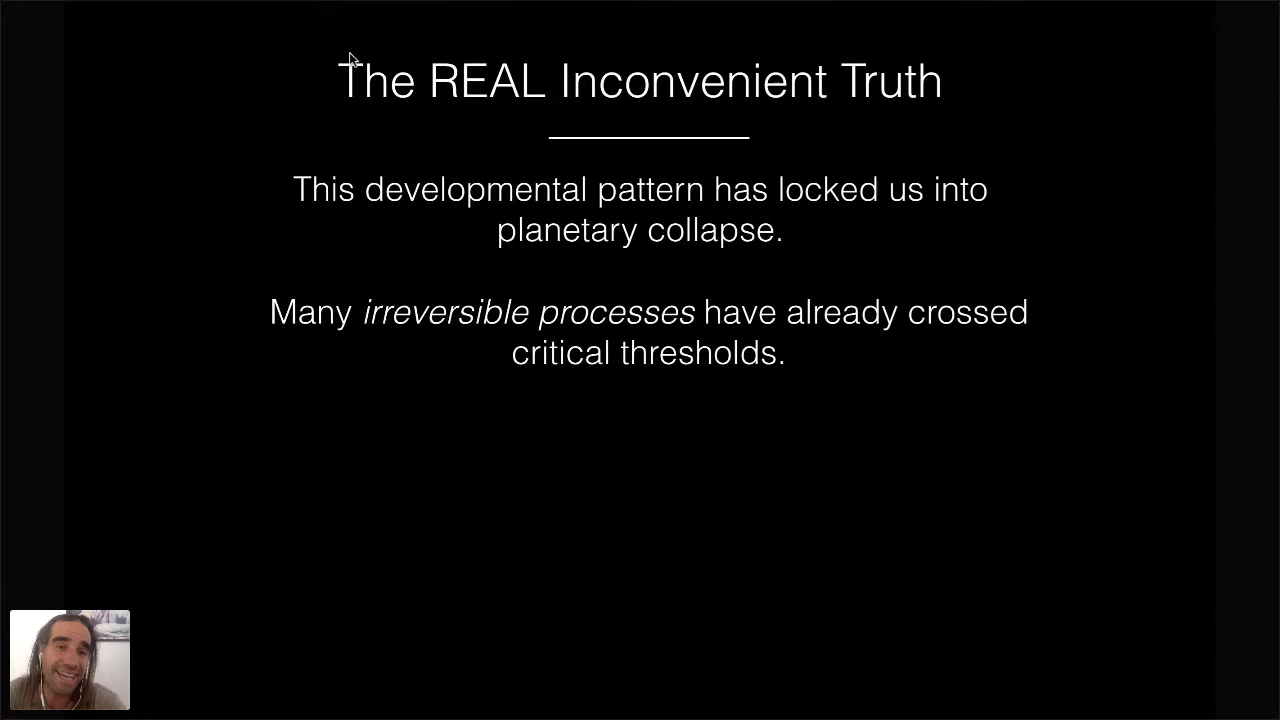 The REAL Inconvenient Truth
This developmental pattern has locked us into
planetary collapse.
Many irreversible processes have already crossed
critical thresholds.